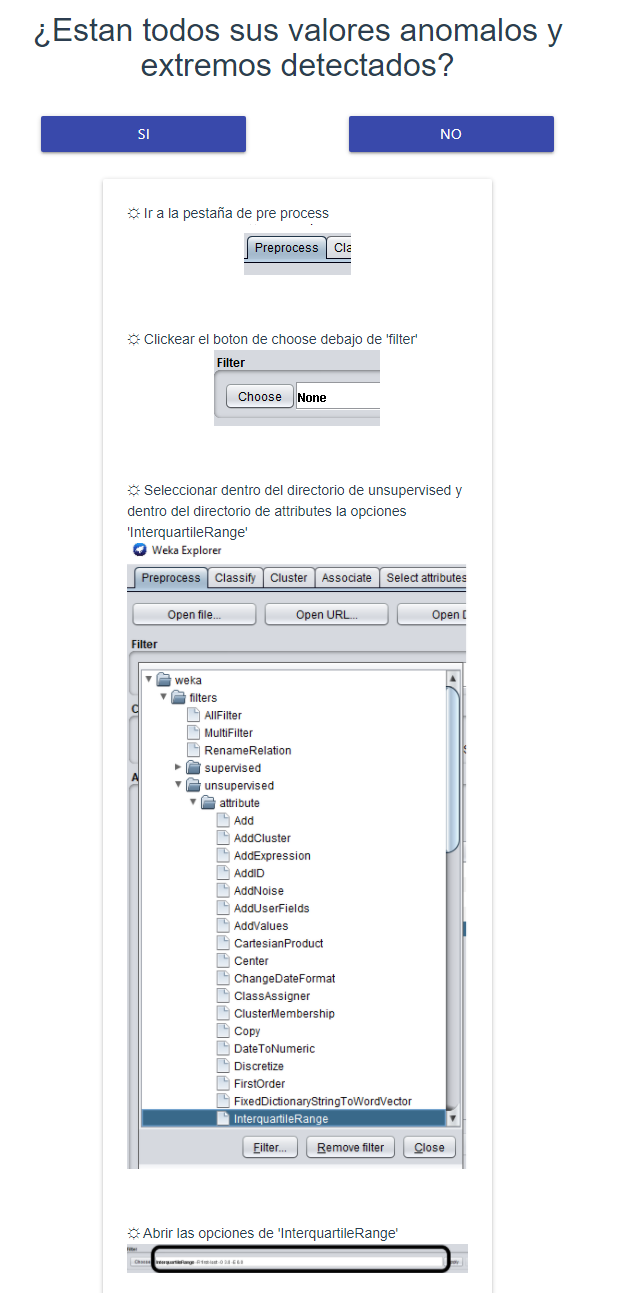 ¿Estan todos sus valores anomalos y
extremos detectados?
SI
NO
Ir a la pestaña de pre process
Preprocess Cla
Clickear el boton de choose debajo de 'filter'
Filter
Choose None
Seleccionar dentro del directorio de unsupervised y
dentro del directorio de attributes la opciones
'InterquartileRange'
Weka Explorer
Preprocess Classify Cluster Associate Select attributes
Open file... Open URL... Open D
Filter
weka
filters
AllFilter
C
MultiFilter
RenameRelation
supervised
A
unsupervised
attribute
Add
AddCluster
AddExpression
AddID
AddNoise
AddUserFields
AddValues
CartesianProduct
Center
ChangeDateFormat
ClassAssigner
ClusterMembership
Copy
DateToNumeric
Discretize
FirstOrder
FixedDictionaryStringToWordVector
InterquartileRange
Filter... Remove filter Close
Abrir las opciones de 'InterquartileRange'
Filter
InterquartileRange